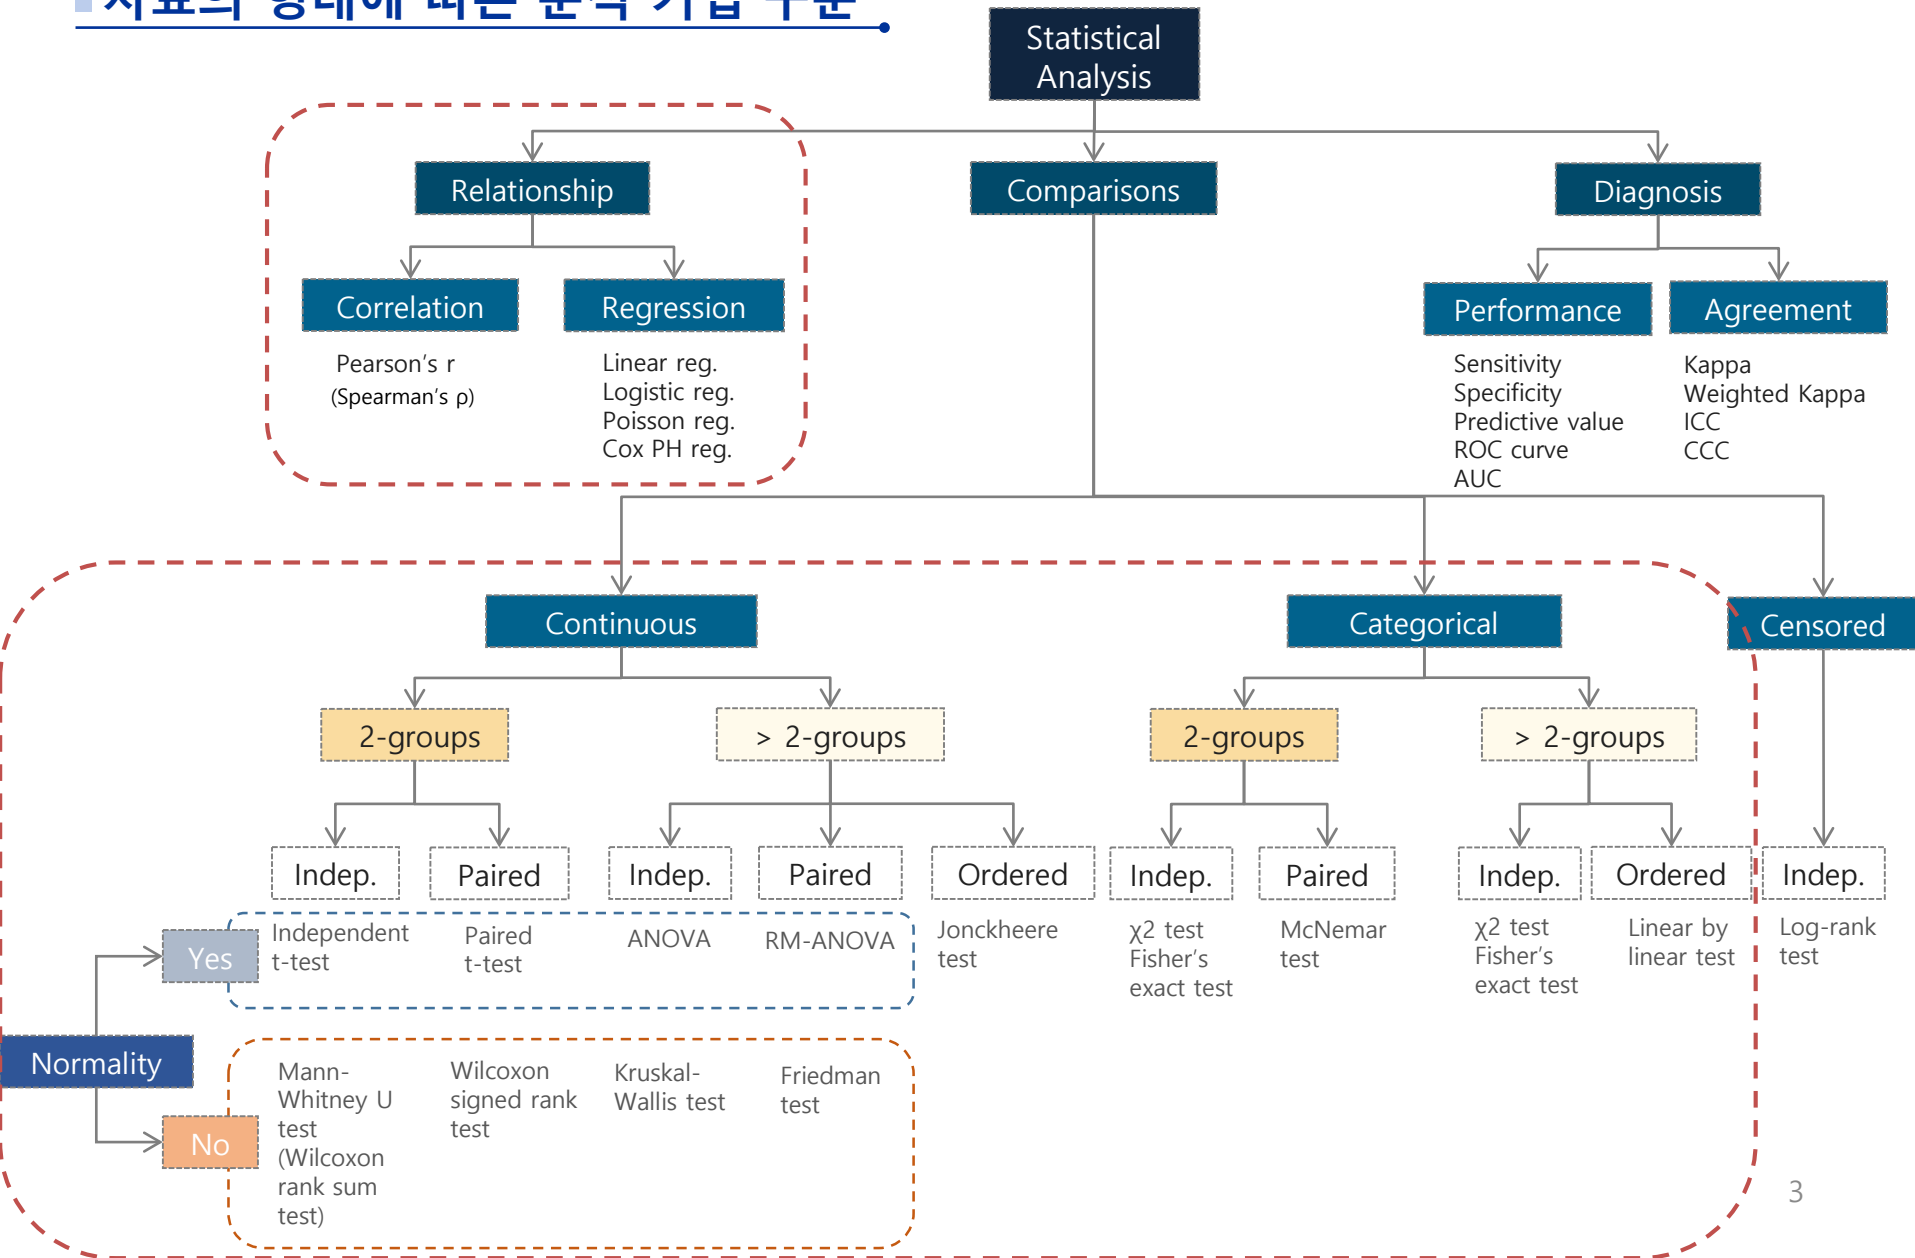 Statistical
Analysis
Relationship
Comparisons
Diagnosis
Correlation
Regression
Performance
Agreement
Pearson's r
(Spearman's ρ)
Linear reg.
Logistic reg.
Poisson reg.
Cox PH reg.
Sensitivity
Specificity
Predictive value
ROC curve
AUC
Kappa
Weighted Kappa
ICC
CCC
Continuous
Categorical
Censored
2-groups
> 2-groups
2-groups
> 2-groups
Indep.
Paired
Indep.
Paired
Ordered
Indep.
Paired
Indep.
Ordered
Indep.
Normality
Yes
Independent
t-test
Paired
t-test
ANOVA
RM-ANOVA
Jonckheere
test
χ2 test
Fisher's
exact test
McNemar
test
χ2 test
Fisher's
exact test
Linear by
linear test
Log-rank
test
No
Mann-
Whitney U
test
(Wilcoxon
rank sum
test)
Wilcoxon
signed rank
test
Kruskal-
Wallis test
Friedman
test
3